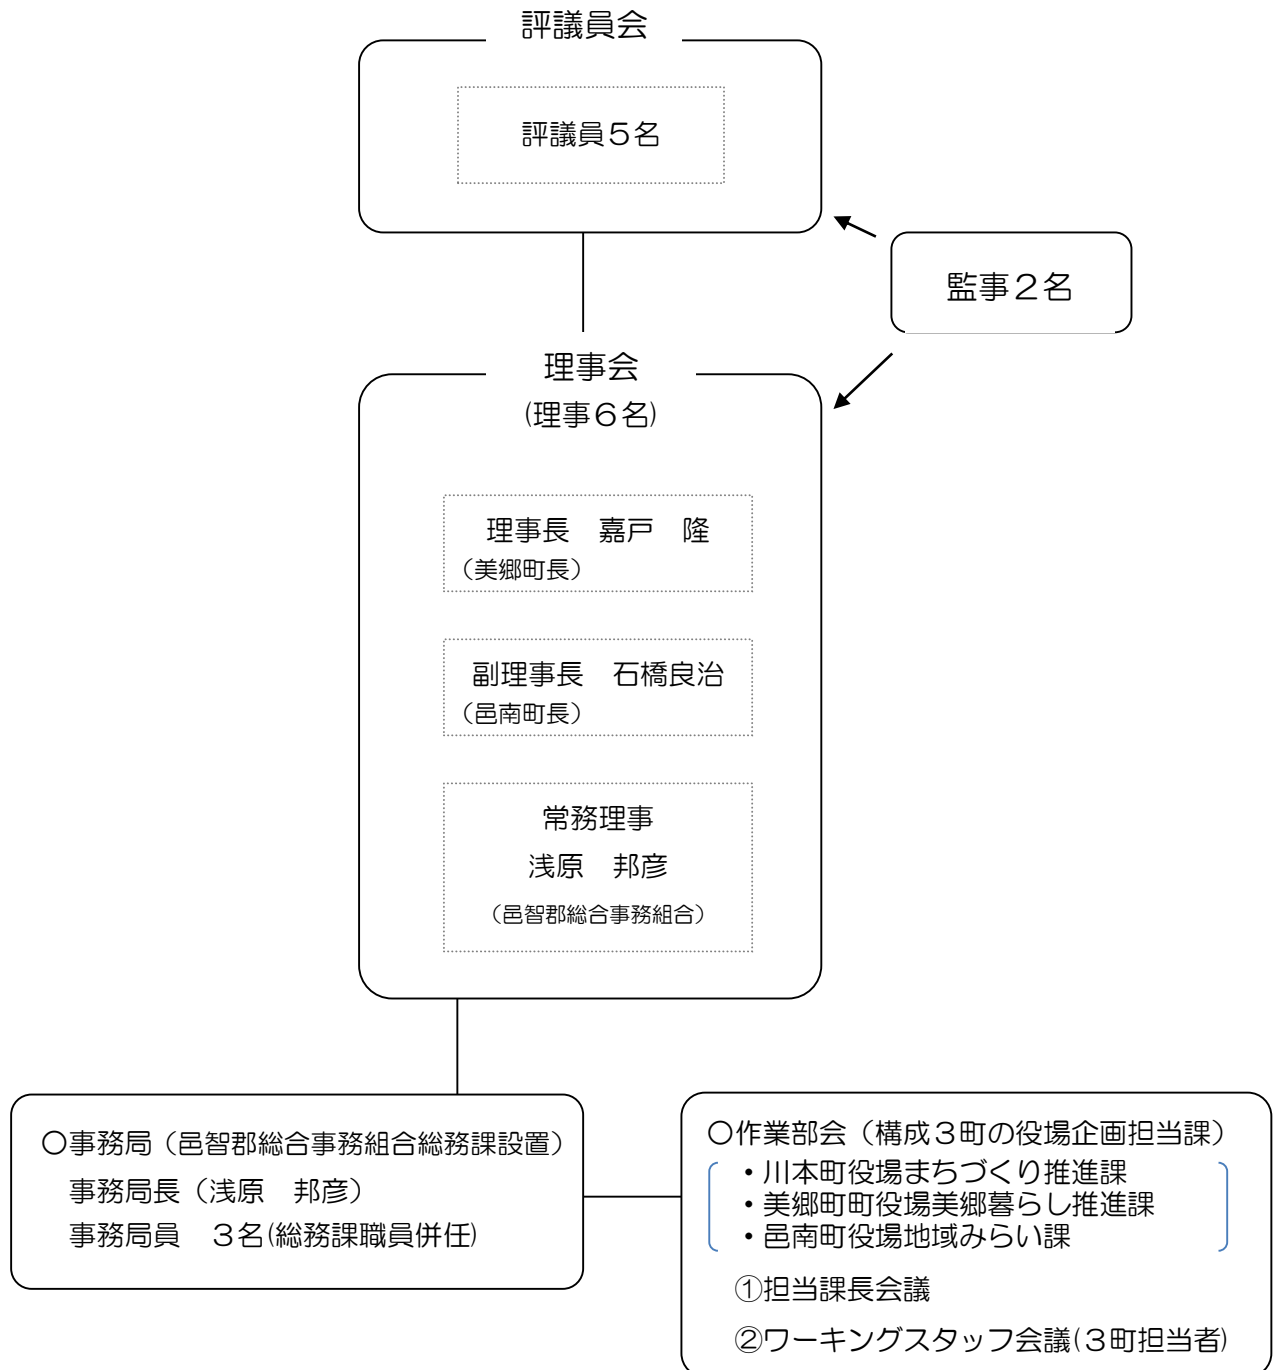 評議員会
評議員５名
監事２名
理事会
(理事６名)
理事長　嘉戸　隆
（美郷町長）
副理事長　石橋良治
（邑南町長）
常務理事
浅原　邦彦
（邑智郡総合事務組合）
〇事務局（邑智郡総合事務組合総務課設置）
事務局長（浅原　邦彦）
事務局員　３名(総務課職員併任)
〇作業部会（構成３町の役場企画担当課）
・川本町役場まちづくり推進課
・美郷町町役場美郷暮らし推進課
・邑南町役場地域みらい課
①担当課長会議
②ワーキングスタッフ会議(３町担当者)